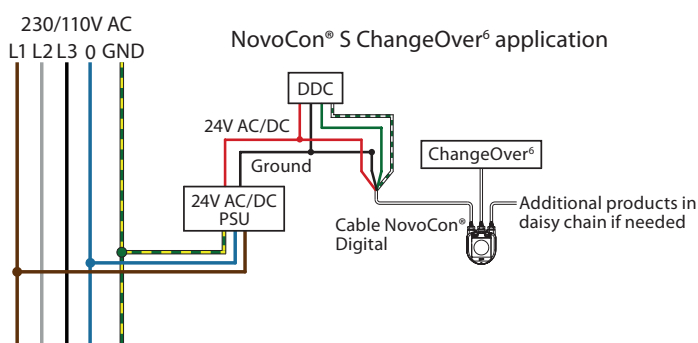 230/110V AC
L1 L2 L3 0 GND
NovoCon® S ChangeOver⁶ application
DDC
24V AC/DC
Ground
ChangeOver⁶
24V AC/DC
PSU
Cable NovoCon®
Digital
Additional products in
daisy chain if needed